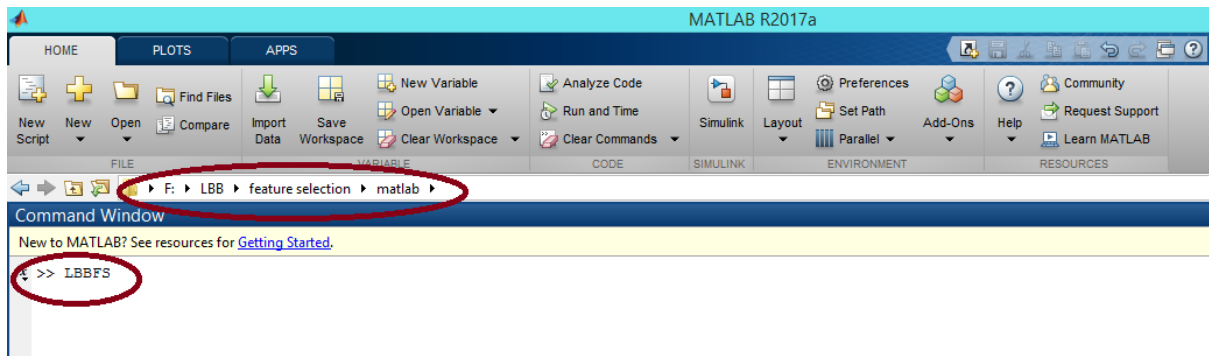 MATLAB R2017a
HOME PLOTS APPS
New Script
New
Open
Find Files
Compare
Import Data
Save Workspace
New Variable
Open Variable
Clear Workspace
Analyze Code
Run and Time
Clear Commands
Simulink
Layout
Preferences
Set Path
Parallel
Add-Ons
Help
Community
Request Support
Learn MATLAB
FILE VARIABLE CODE SIMULINK ENVIRONMENT RESOURCES
F: LBB feature selection matlab
Command Window
New to MATLAB? See resources for Getting Started.
>> LBBFS